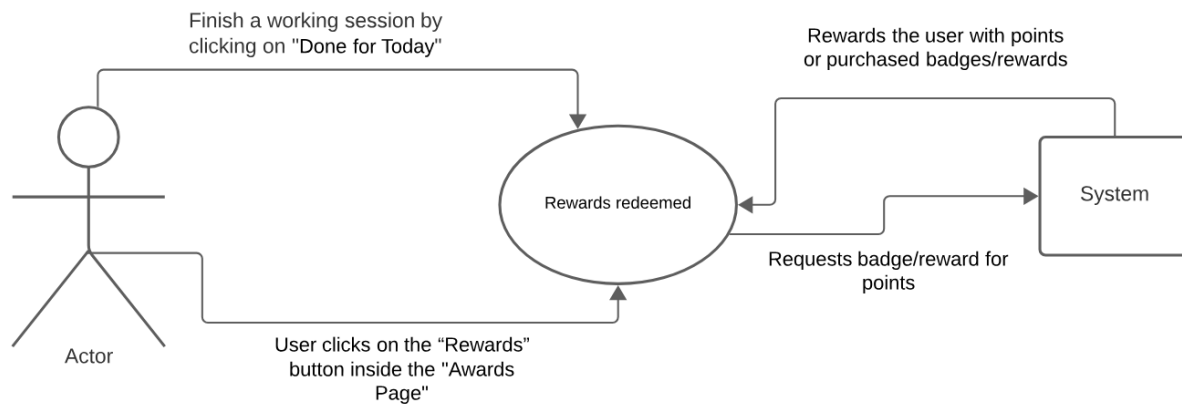 Finish a working session by
clicking on "Done for Today"
Rewards the user with points
or purchased badges/rewards
Rewards redeemed
System
Requests badge/reward for
points
Actor
User clicks on the “Rewards”
button inside the "Awards
Page"